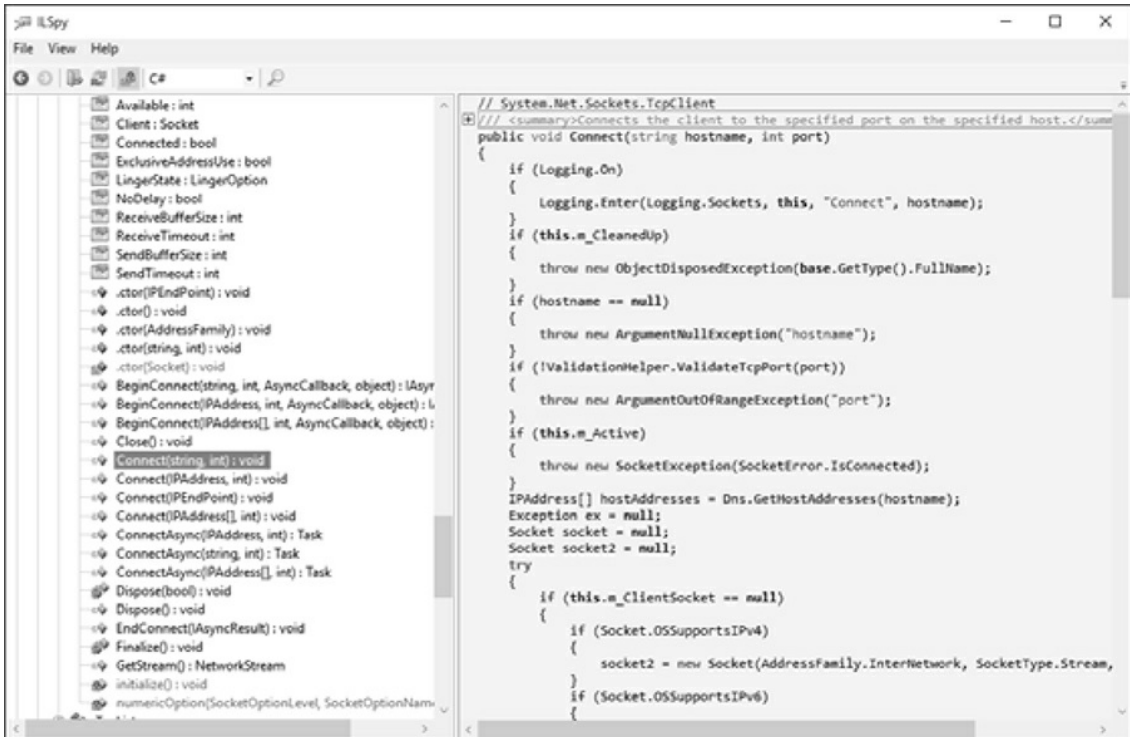 ILSpy
File View Help
C#
Available : int
Client : Socket
Connected : bool
ExclusiveAddressUse : bool
LingerState : LingerOption
NoDelay : bool
ReceiveBufferSize : int
ReceiveTimeout : int
SendBufferSize : int
SendTimeout : int
.ctor(IPEndPoint) : void
.ctor() : void
.ctor(AddressFamily) : void
.ctor(string, int) : void
.ctor(Socket) : void
BeginConnect(string, int, AsyncCallback, object) : IAsyr
BeginConnect(IPAddress, int, AsyncCallback, object) : IA
BeginConnect(IPAddress[], int, AsyncCallback, object) :
Close() : void
Connect(string, int) : void
Connect(IPAddress, int) : void
Connect(IPEndPoint) : void
Connect(IPAddress[], int) : void
ConnectAsync(IPAddress, int) : Task
ConnectAsync(string, int) : Task
ConnectAsync(IPAddress[], int) : Task
Dispose(bool) : void
Dispose() : void
EndConnect(IAsyncResult) : void
Finalize() : void
GetStream() : NetworkStream
initialize() : void
numericOption(SocketOptionLevel, SocketOptionName
// System.Net.Sockets.TcpClient
/// <summary>Connects the client to the specified port on the specified host.</summ
public void Connect(string hostname, int port)
{
if (Logging.On)
{
Logging.Enter(Logging.Sockets, this, "Connect", hostname);
}
if (this.m_CleanedUp)
{
throw new ObjectDisposedException(base.GetType().FullName);
}
if (hostname == null)
{
throw new ArgumentNullException("hostname");
}
if (!ValidationHelper.ValidateTcpPort(port))
{
throw new ArgumentOutOfRangeException("port");
}
if (this.m_Active)
{
throw new SocketException(SocketError.IsConnected);
}
IPAddress[] hostAddresses = Dns.GetHostAddresses(hostname);
Exception ex = null;
Socket socket = null;
Socket socket2 = null;
try
{
if (this.m_ClientSocket == null)
{
if (Socket.OSSupportsIPv4)
{
socket2 = new Socket(AddressFamily.InterNetwork, SocketType.Stream,
}
if (Socket.OSSupportsIPv6)
{